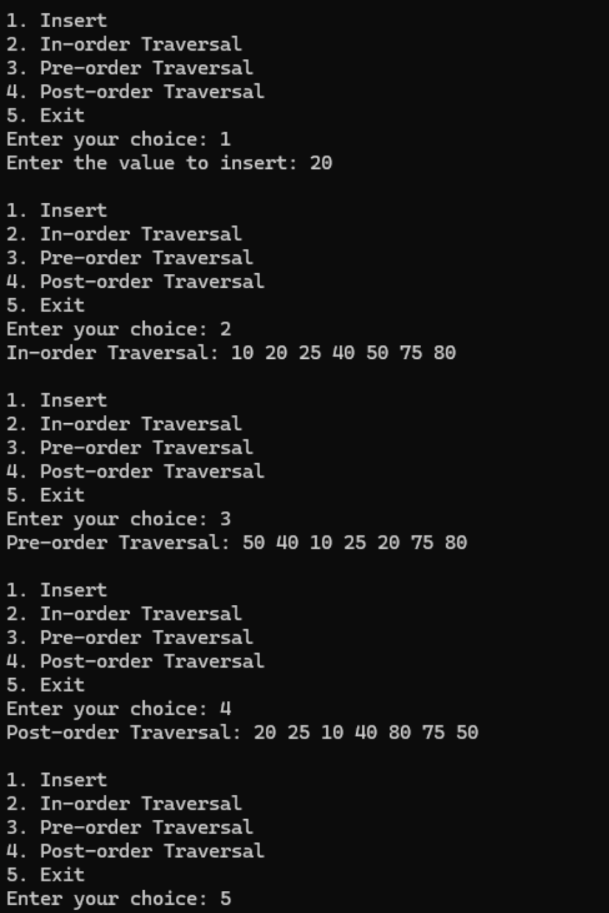 1. Insert
2. In-order Traversal
3. Pre-order Traversal
4. Post-order Traversal
5. Exit
Enter your choice: 1
Enter the value to insert: 20
1. Insert
2. In-order Traversal
3. Pre-order Traversal
4. Post-order Traversal
5. Exit
Enter your choice: 2
In-order Traversal: 10 20 25 40 50 75 80
1. Insert
2. In-order Traversal
3. Pre-order Traversal
4. Post-order Traversal
5. Exit
Enter your choice: 3
Pre-order Traversal: 50 40 10 25 20 75 80
1. Insert
2. In-order Traversal
3. Pre-order Traversal
4. Post-order Traversal
5. Exit
Enter your choice: 4
Post-order Traversal: 20 25 10 40 80 75 50
1. Insert
2. In-order Traversal
3. Pre-order Traversal
4. Post-order Traversal
5. Exit
Enter your choice: 5